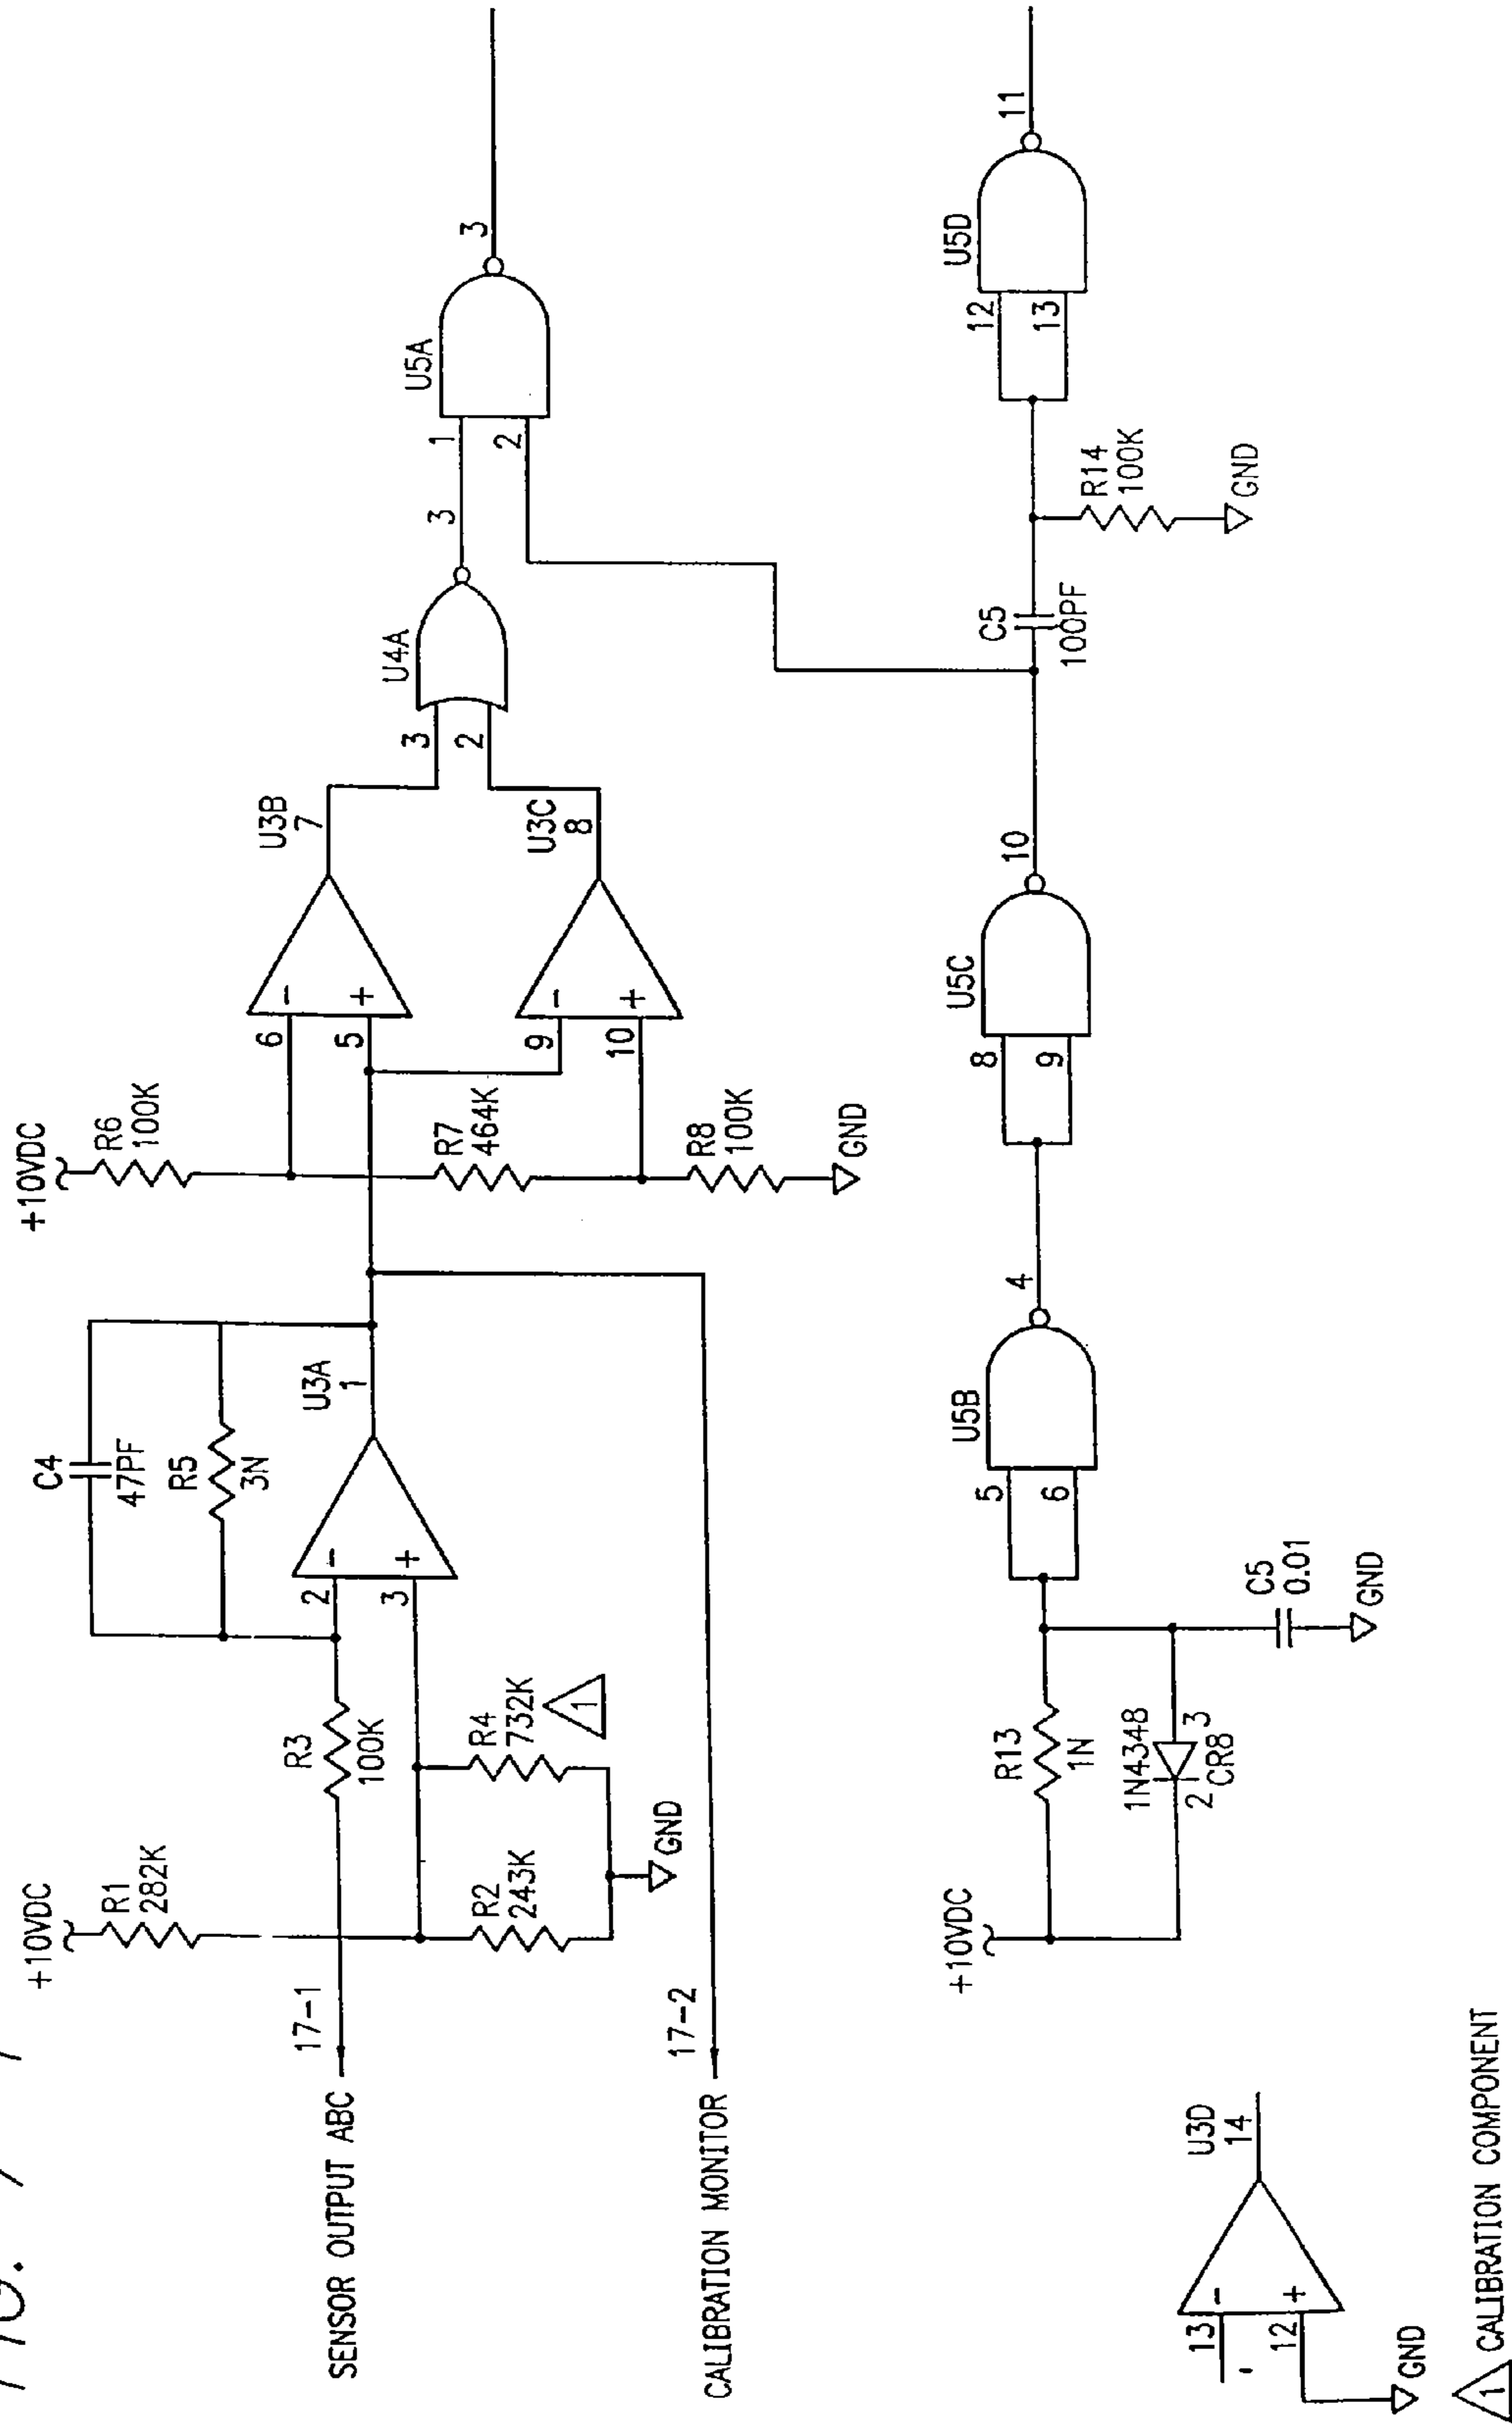 +10VDC
R1
282K
17-1
SENSOR OUTPUT ABC
R3
100K
R2
243K
GND
R4
732K
1
C4
47PF
R5
3N
2
-
3
+
U3A
1
17-2
CALIBRATION MONITOR
+10VDC
R6
100K
R7
464K
R8
100K
GND
6
-
5
+
U3B
7
9
-
10
+
U3C
8
3
2
U4A
3
1
2
U5A
3
+10VDC
R13
1N
1N4348
2
3
CR8
C5
0.01
GND
5
6
U5B
4
8
9
U5C
10
C5
100PF
R14
100K
GND
12
13
U5D
11
13
-
12
+
U3D
14
GND
1 CALIBRATION COMPONENT